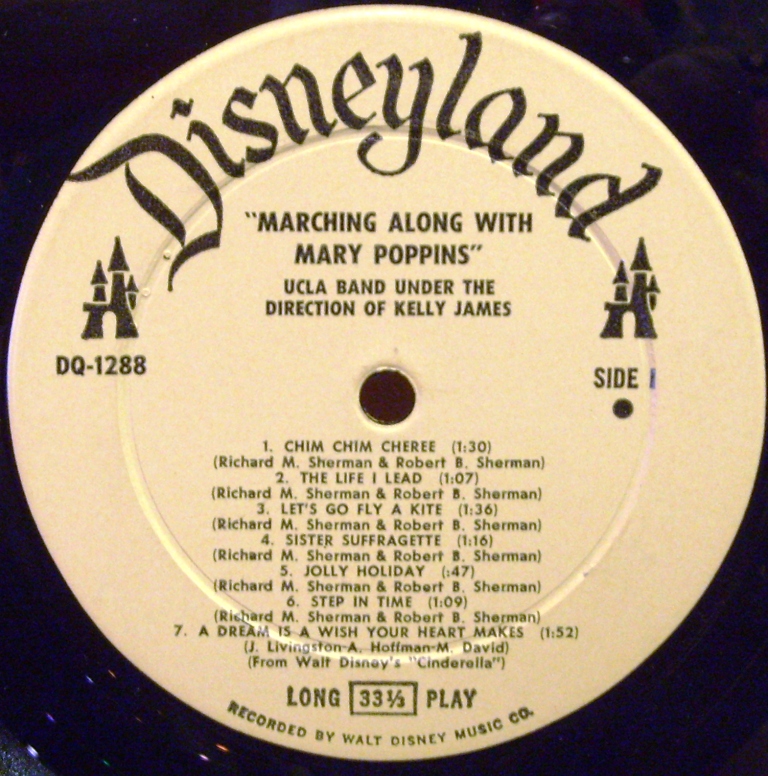 Disneyland
"MARCHING ALONG WITH
MARY POPPINS"
UCLA BAND UNDER THE
DIRECTION OF KELLY JAMES
DQ-1288
SIDE 1
1. CHIM CHIM CHEREE (1:30)
(Richard M. Sherman & Robert B. Sherman)
2. THE LIFE I LEAD (1:07)
(Richard M. Sherman & Robert B. Sherman)
3. LET'S GO FLY A KITE (1:36)
(Richard M. Sherman & Robert B. Sherman)
4. SISTER SUFFRAGETTE (1:16)
(Richard M. Sherman & Robert B. Sherman)
5. JOLLY HOLIDAY (:47)
(Richard M. Sherman & Robert B. Sherman)
6. STEP IN TIME (1:09)
(Richard M. Sherman & Robert B. Sherman)
7. A DREAM IS A WISH YOUR HEART MAKES (1:52)
(J. Livingston-A. Hoffman-M. David)
(From Walt Disney's "Cinderella")
LONG 33⅓ PLAY
RECORDED BY WALT DISNEY MUSIC CO.